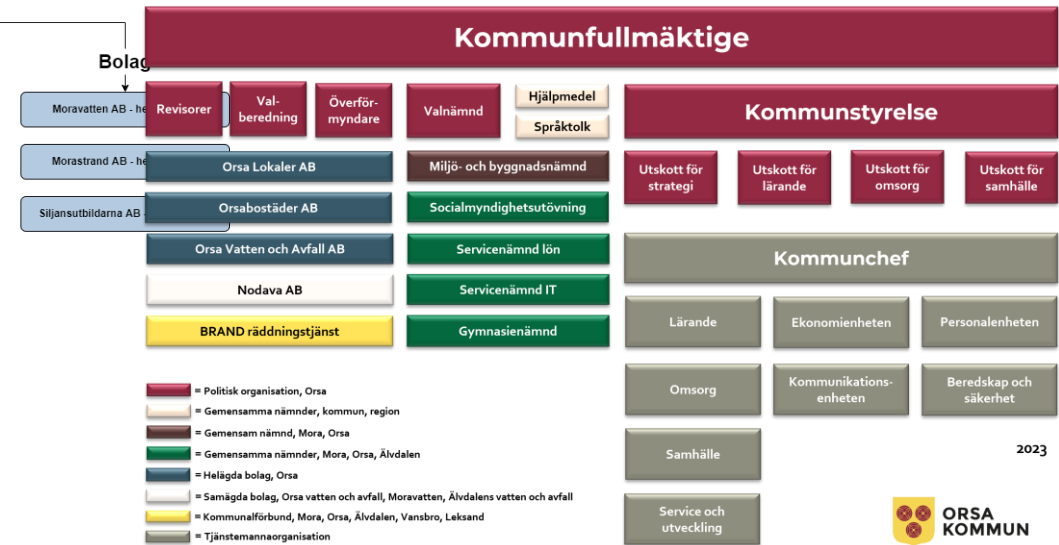 Kommunfullmäktige
Bolag
Moravatten AB - he
Morastrand AB - he
Siljansutbildarna AB -
Revisorer
Val-
beredning
Överför-
myndare
Valnämnd
Hjälpmedel
Språktolk
Kommunstyrelse
Orsa Lokaler AB
Miljö- och byggnadsnämnd
Utskott för
strategi
Utskott för
lärande
Utskott för
omsorg
Utskott för
samhälle
Orsabostäder AB
Socialmyndighetsutövning
Orsa Vatten och Avfall AB
Servicenämnd lön
Kommunchef
Nodava AB
Servicenämnd IT
BRAND räddningstjänst
Gymnasienämnd
Lärande
Ekonomienheten
Personalenheten
Omsorg
Kommunikations-
enheten
Beredskap och
säkerhet
Samhälle
Service och
utveckling
= Politisk organisation, Orsa
= Gemensamma nämnder, kommun, region
= Gemensam nämnd, Mora, Orsa
= Gemensamma nämnder, Mora, Orsa, Älvdalen
= Helägda bolag, Orsa
= Samägda bolag, Orsa vatten och avfall, Moravatten, Älvdalens vatten och avfall
= Kommunalförbund, Mora, Orsa, Älvdalen, Vansbro, Leksand
= Tjänstemannaorganisation
2023
ORSA
KOMMUN